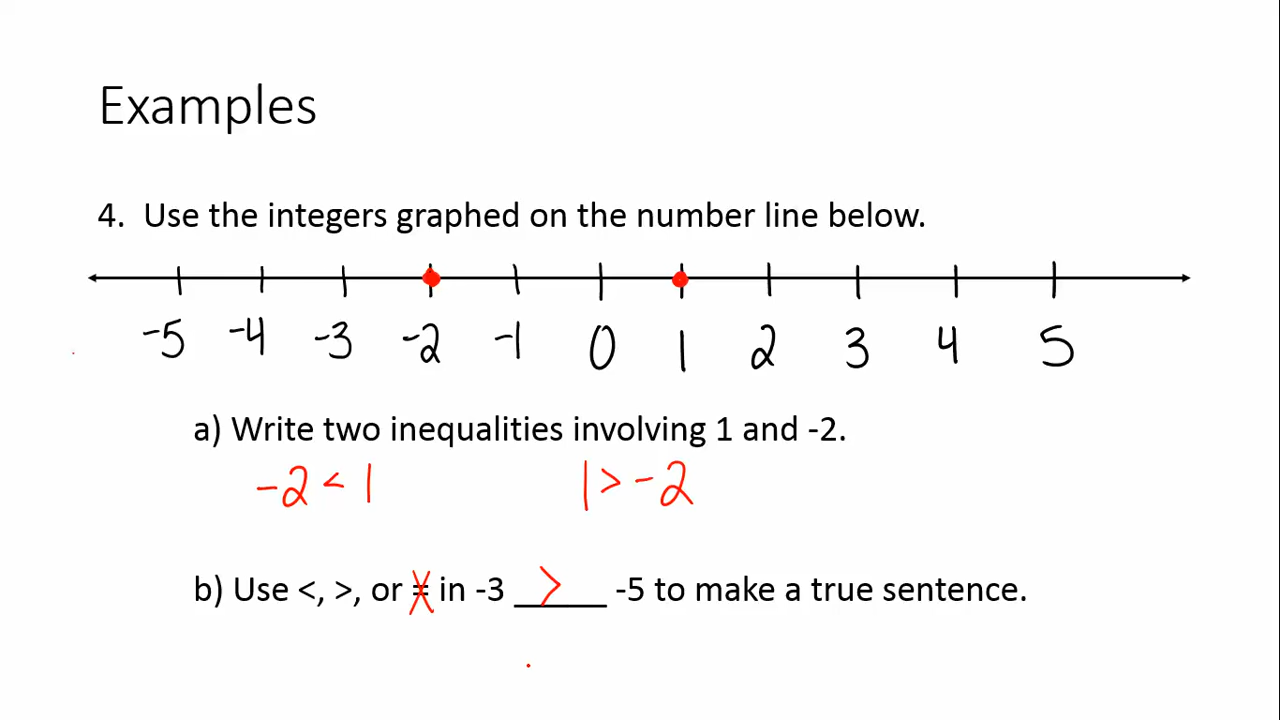 Examples
4. Use the integers graphed on the number line below.
-5 -4 -3 -2 -1 0 1 2 3 4 5
a) Write two inequalities involving 1 and -2.
-2 < 1 1 > -2
b) Use <, >, or = in -3 __>__ -5 to make a true sentence.